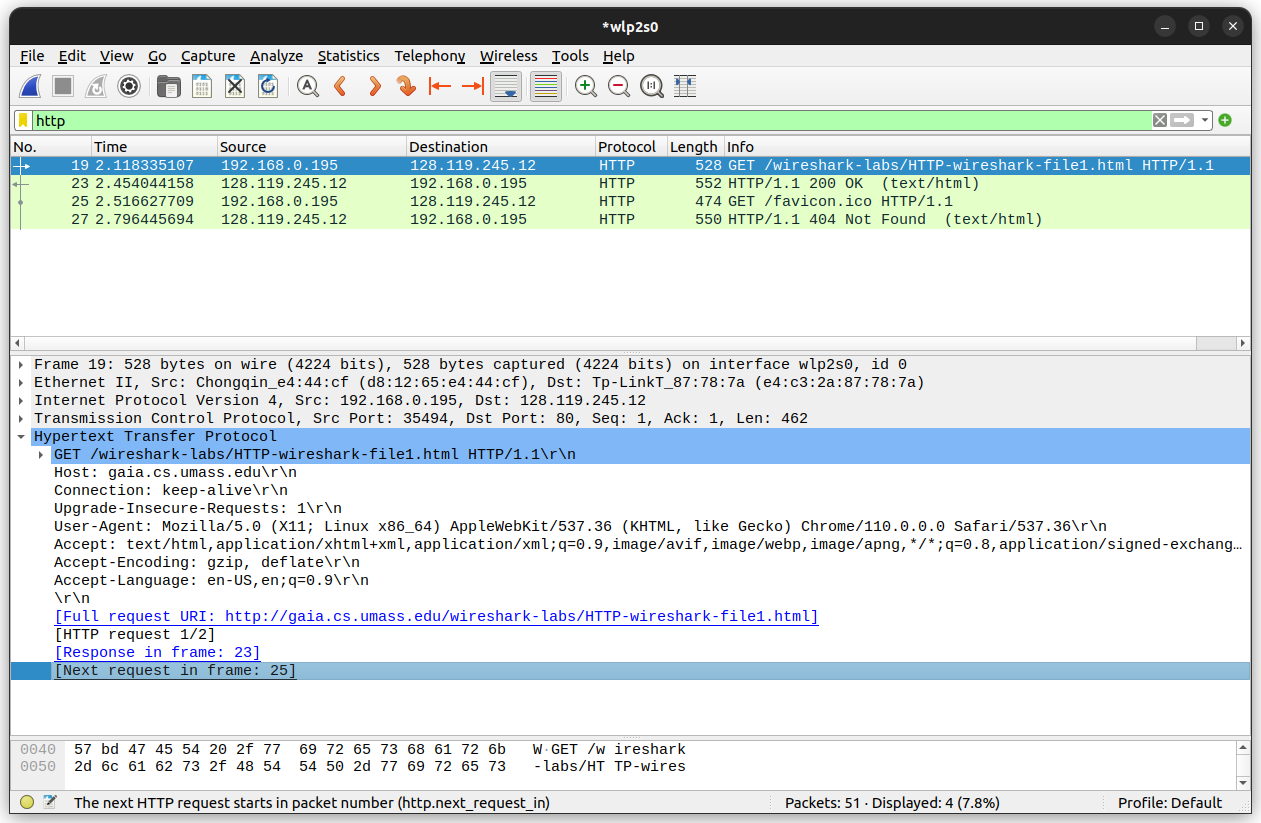 *wlp2s0
File Edit View Go Capture Analyze Statistics Telephony Wireless Tools Help
http
No. Time Source Destination Protocol Length Info
19 2.118335107 192.168.0.195 128.119.245.12 HTTP 528 GET /wireshark-labs/HTTP-wireshark-file1.html HTTP/1.1
23 2.454044158 128.119.245.12 192.168.0.195 HTTP 552 HTTP/1.1 200 OK  (text/html)
25 2.516627709 192.168.0.195 128.119.245.12 HTTP 474 GET /favicon.ico HTTP/1.1
27 2.796445694 128.119.245.12 192.168.0.195 HTTP 550 HTTP/1.1 404 Not Found  (text/html)
Frame 19: 528 bytes on wire (4224 bits), 528 bytes captured (4224 bits) on interface wlp2s0, id 0
Ethernet II, Src: Chongqin_e4:44:cf (d8:12:65:e4:44:cf), Dst: Tp-LinkT_87:78:7a (e4:c3:2a:87:78:7a)
Internet Protocol Version 4, Src: 192.168.0.195, Dst: 128.119.245.12
Transmission Control Protocol, Src Port: 35494, Dst Port: 80, Seq: 1, Ack: 1, Len: 462
Hypertext Transfer Protocol
GET /wireshark-labs/HTTP-wireshark-file1.html HTTP/1.1\r\n
Host: gaia.cs.umass.edu\r\n
Connection: keep-alive\r\n
Upgrade-Insecure-Requests: 1\r\n
User-Agent: Mozilla/5.0 (X11; Linux x86_64) AppleWebKit/537.36 (KHTML, like Gecko) Chrome/110.0.0.0 Safari/537.36\r\n
Accept: text/html,application/xhtml+xml,application/xml;q=0.9,image/avif,image/webp,image/apng,*/*;q=0.8,application/signed-exchang…
Accept-Encoding: gzip, deflate\r\n
Accept-Language: en-US,en;q=0.9\r\n
\r\n
[Full request URI: http://gaia.cs.umass.edu/wireshark-labs/HTTP-wireshark-file1.html]
[HTTP request 1/2]
[Response in frame: 23]
[Next request in frame: 25]
0040 57 bd 47 45 54 20 2f 77  69 72 65 73 68 61 72 6b W·GET /w ireshark
0050 2d 6c 61 62 73 2f 48 54  54 50 2d 77 69 72 65 73 -labs/HT TP-wires
The next HTTP request starts in packet number (http.next_request_in) Packets: 51 · Displayed: 4 (7.8%) Profile: Default